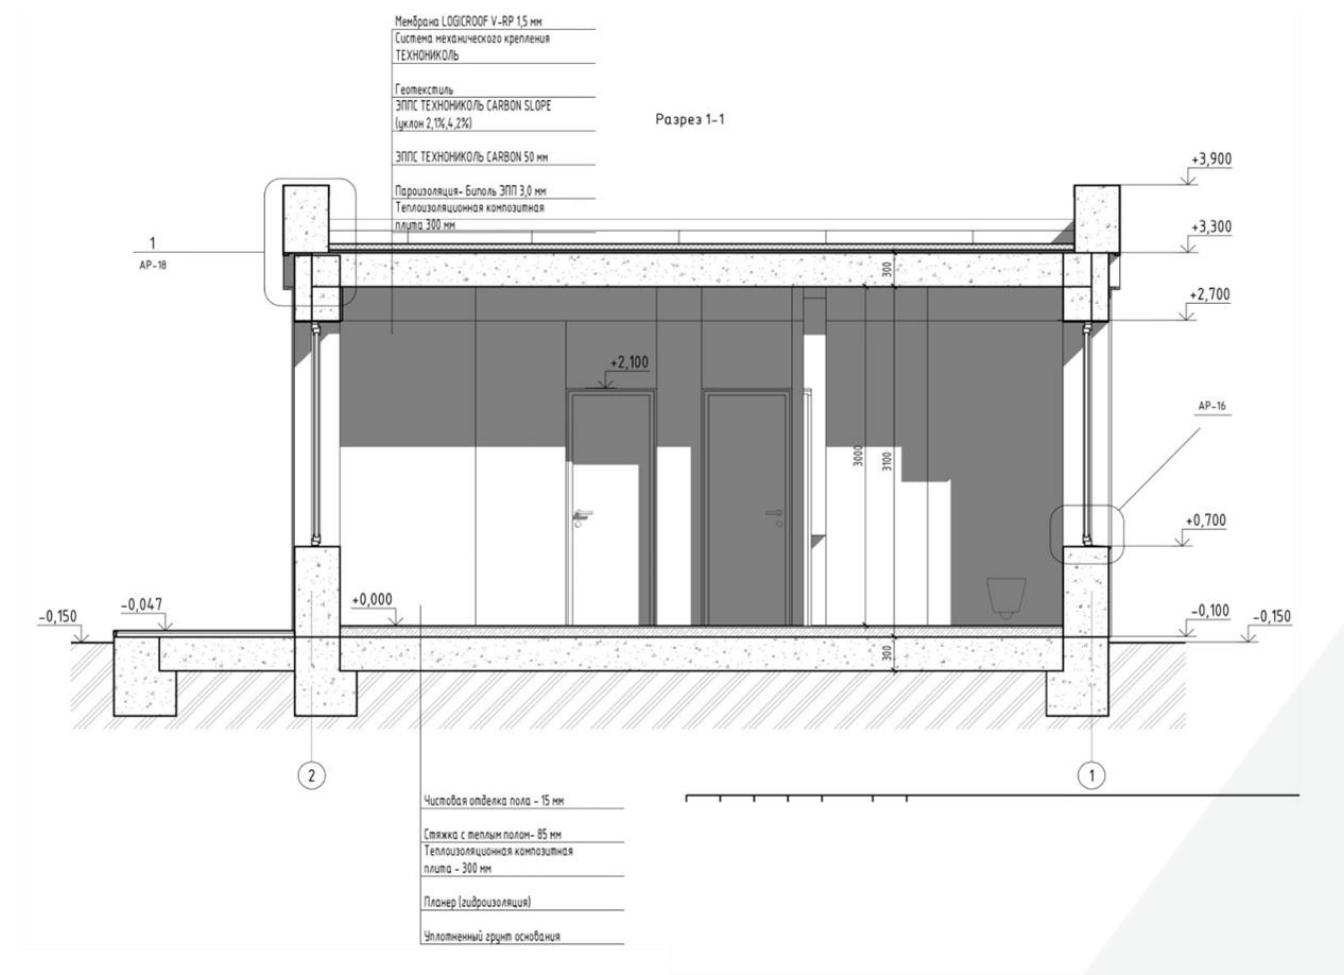 Мембрана LOGICROOF V-RP 1,5 мм
Система механического крепления
ТЕХНОНИКОЛЬ
Геотекстиль
ЭППС ТЕХНОНИКОЛЬ CARBON SLOPE
(уклон 2,1%,4,2%)
ЭППС ТЕХНОНИКОЛЬ CARBON 50 мм
Пароизоляция- Биполь ЭПП 3,0 мм
Теплоизоляционная композитная
плита 300 мм
Разрез 1-1
+3,900
+3,300
+2,700
1
АР-18
300
+2,100
3000
3100
АР-16
+0,700
-0,150
-0,047
+0,000
-0,100
-0,150
300
2
1
Чистовая отделка пола - 15 мм
Стяжка с теплым полом- 85 мм
Теплоизоляционная композитная
плита - 300 мм
Планер (гидроизоляция)
Уплотненный грунт основания